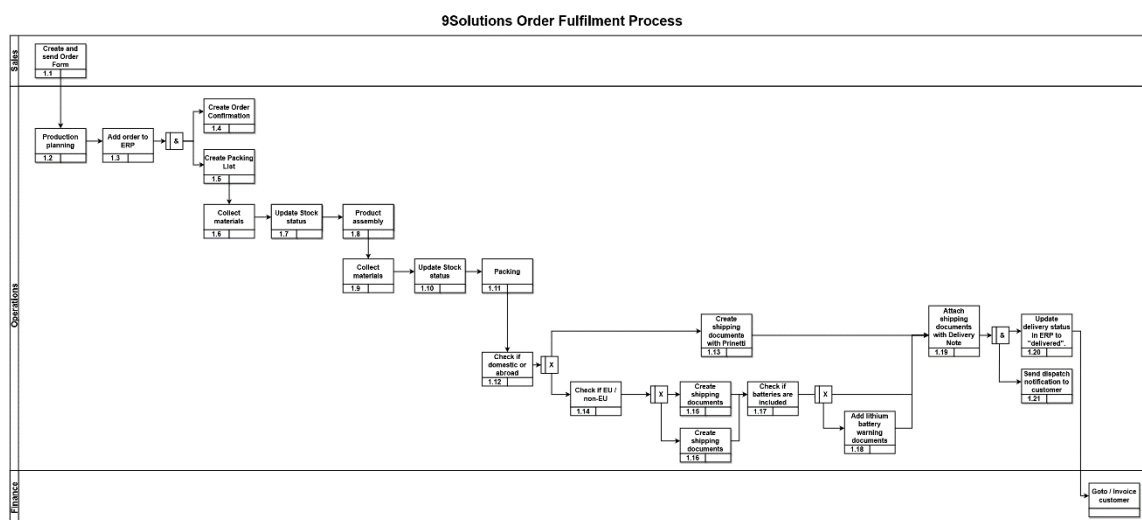 9Solutions Order Fulfilment Process
Sales
Create and
send Order
Form
1.1
Operations
Production
planning
1.2
Add order to
ERP
1.3
&
Create Order
Confirmation
1.4
Create Packing
List
1.5
Collect
materials
1.6
Update Stock
status
1.7
Product
assembly
1.8
Collect
materials
1.9
Update Stock
status
1.10
Packing
1.11
Check if
domestic or
abroad
1.12
X
Create
shipping
documents
with Prinetti
1.13
Check if EU /
non-EU
1.14
X
Create
shipping
documents
1.15
Create
shipping
documents
1.16
Check if
batteries are
included
1.17
X
Add lithium
battery
warning
documents
1.18
Attach
shipping
documents
with Delivery
Note
1.19
&
Update
delivery status
in ERP to
"delivered".
1.20
Send dispatch
notification to
customer
1.21
Finance
Goto / Invoice
customer